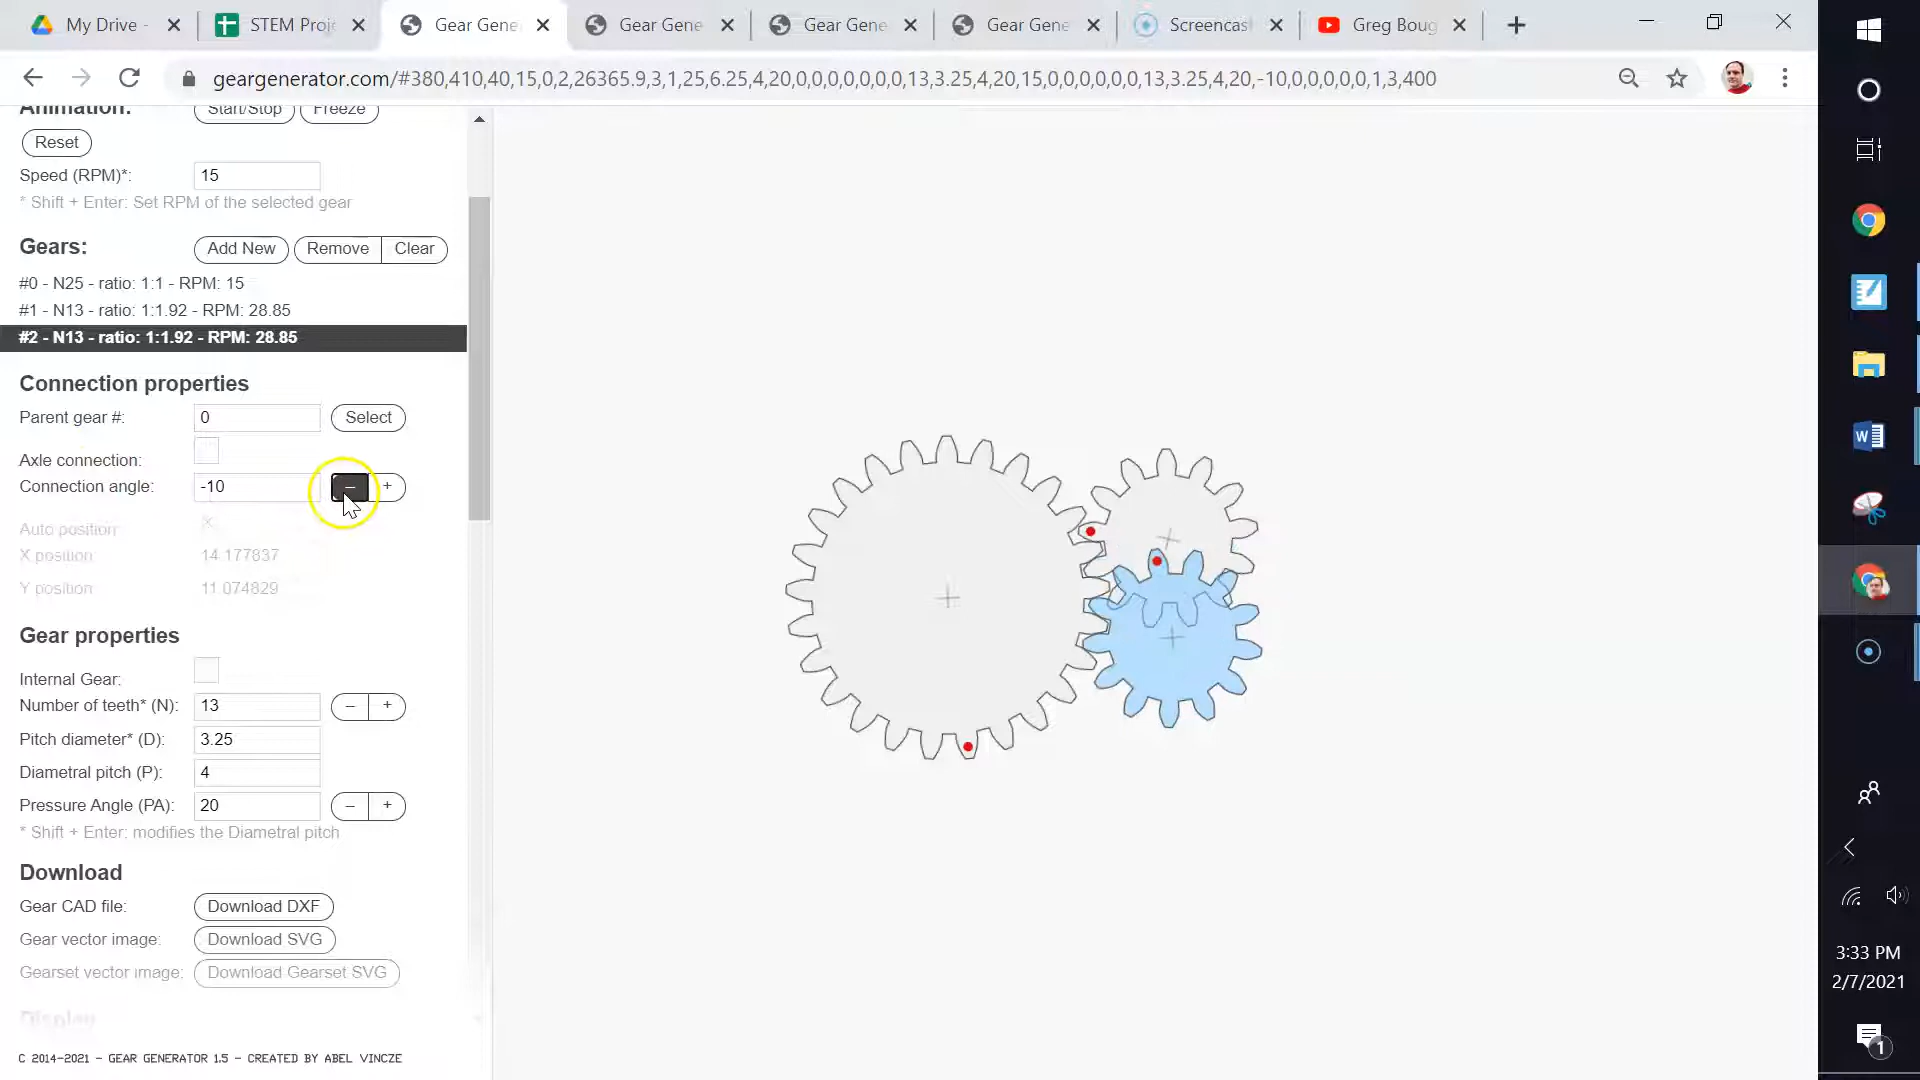 My Drive -
STEM Proje
Gear Gene
Gear Gene
Gear Gene
Gear Gene
Screencast
Greg Boug
geargenerator.com/#380,410,40,15,0,2,26365.9,3,1,25,6.25,4,20,0,0,0,0,0,0,0,13,3.25,4,20,15,0,0,0,0,0,0,13,3.25,4,20,-10,0,0,0,0,0,1,3,400
Animation:
Start/Stop
Freeze
Reset
Speed (RPM)*:
15
* Shift + Enter: Set RPM of the selected gear
Gears:
Add New
Remove
Clear
#0 - N25 - ratio: 1:1 - RPM: 15
#1 - N13 - ratio: 1:1.92 - RPM: 28.85
#2 - N13 - ratio: 1:1.92 - RPM: 28.85
Connection properties
Parent gear #:
0
Select
Axle connection:
Connection angle:
-10
– +
Auto position:
X
X position
14.177837
Y position
11.074829
Gear properties
Internal Gear:
Number of teeth* (N):
13
– +
Pitch diameter* (D):
3.25
Diametral pitch (P):
4
Pressure Angle (PA):
20
– +
* Shift + Enter: modifies the Diametral pitch
Download
Gear CAD file:
Download DXF
Gear vector image:
Download SVG
Gearset vector image:
Download Gearset SVG
Display
C 2014-2021 - GEAR GENERATOR 1.5 - CREATED BY ABEL VINCZE
3:33 PM
2/7/2021
1